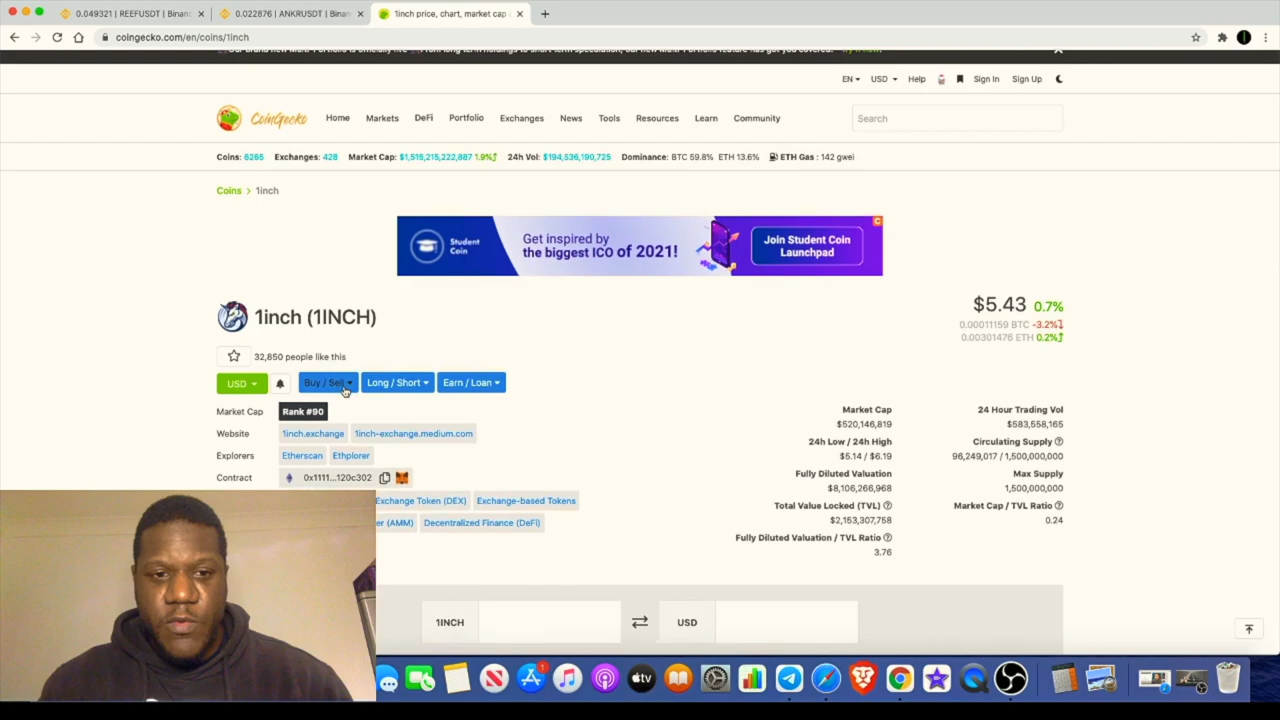 0.049321 | REEFUSDT | Binan
0.022876 | ANKRUSDT | Binan
1inch price, chart, market cap
coingecko.com/en/coins/1inch
EN USD Help Sign In Sign Up
CoinGecko Home Markets DeFi Portfolio Exchanges News Tools Resources Learn Community Search
Coins: 6265 Exchanges: 428 Market Cap: $1,515,215,222,887 1.9% 24h Vol: $194,536,190,725 Dominance: BTC 59.8% ETH 13.6% ETH Gas : 142 gwei
Coins > 1inch
Student
Coin
Get inspired by
the biggest ICO of 2021!
Join Student Coin
Launchpad
1inch (1INCH)
$5.43 0.7%
0.00011159 BTC -3.2%
0.00301476 ETH 0.2%
32,850 people like this
USD Buy / Sell Long / Short Earn / Loan
Market Cap Rank #90
Website 1inch.exchange 1inch-exchange.medium.com
Explorers Etherscan Ethplorer
Contract 0x1111...120c302
Exchange Token (DEX) Exchange-based Tokens
er (AMM) Decentralized Finance (DeFi)
Market Cap
$520,146,819
24h Low / 24h High
$5.14 / $6.19
Fully Diluted Valuation
$8,106,266,968
Total Value Locked (TVL)
$2,153,307,758
Fully Diluted Valuation / TVL Ratio
3.76
24 Hour Trading Vol
$583,558,165
Circulating Supply
96,249,017 / 1,500,000,000
Max Supply
1,500,000,000
Market Cap / TVL Ratio
0.24
1INCH USD
tv
1